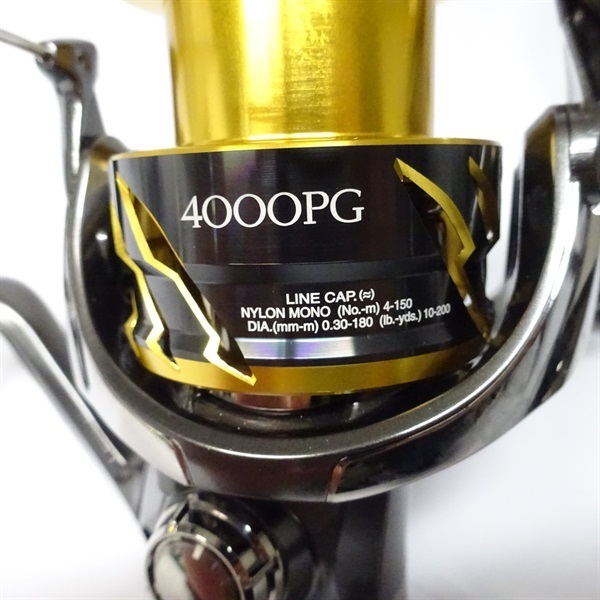 4000PG
LINE CAP.(≈)
NYLON MONO (No.-m) 4-150
DIA.(mm-m) 0.30-180 (lb.-yds.) 10-200